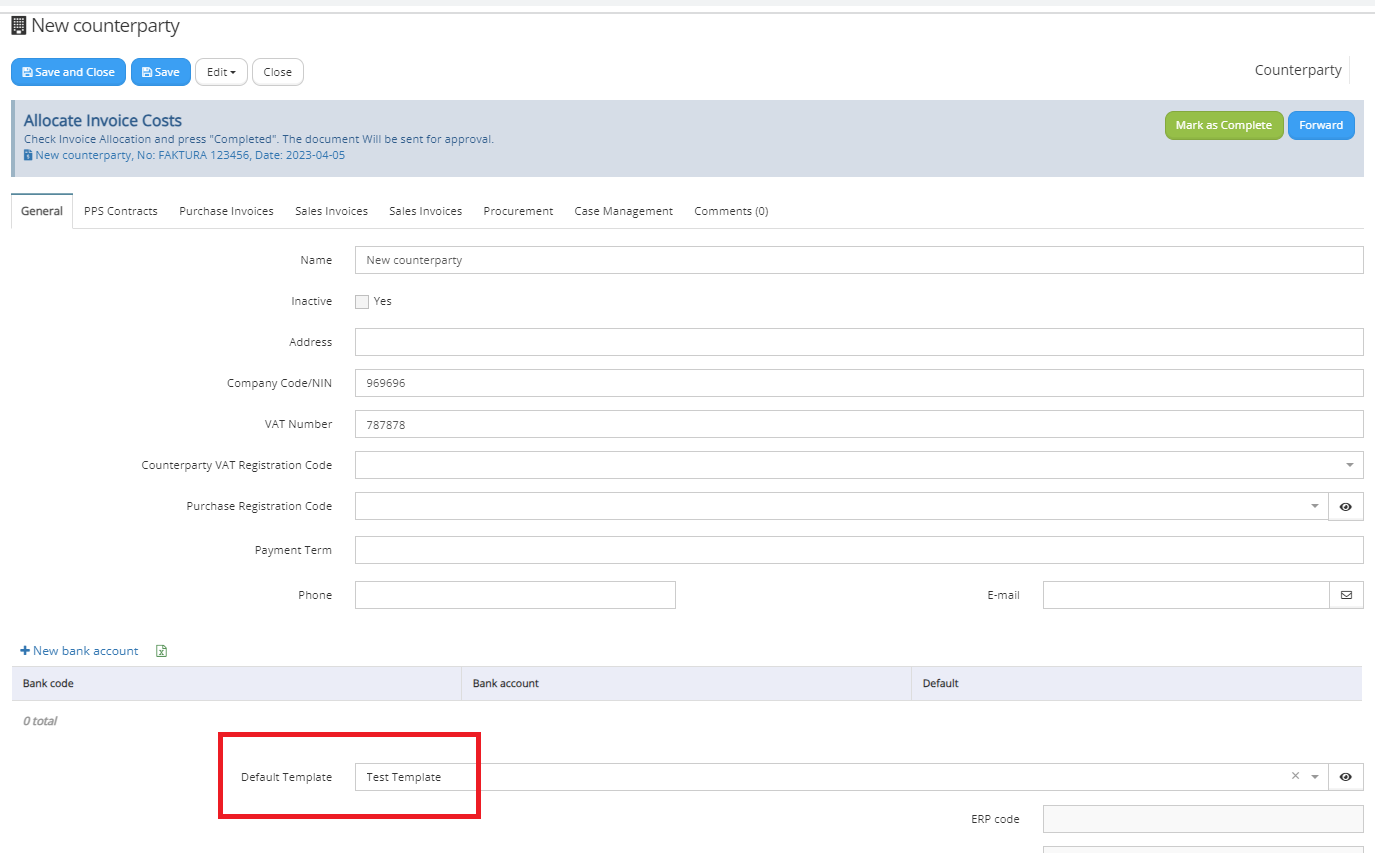 New counterparty
Save and Close Save Edit Close
Counterparty
Allocate Invoice Costs
Check Invoice Allocation and press "Completed". The document Will be sent for approval.
New counterparty, No: FAKTURA 123456, Date: 2023-04-05
Mark as Complete Forward
General PPS Contracts Purchase Invoices Sales Invoices Sales Invoices Procurement Case Management Comments (0)
Name New counterparty
Inactive Yes
Address
Company Code/NIN 969696
VAT Number 787878
Counterparty VAT Registration Code
Purchase Registration Code
Payment Term
Phone E-mail
New bank account
Bank code Bank account Default
0 total
Default Template Test Template
ERP code